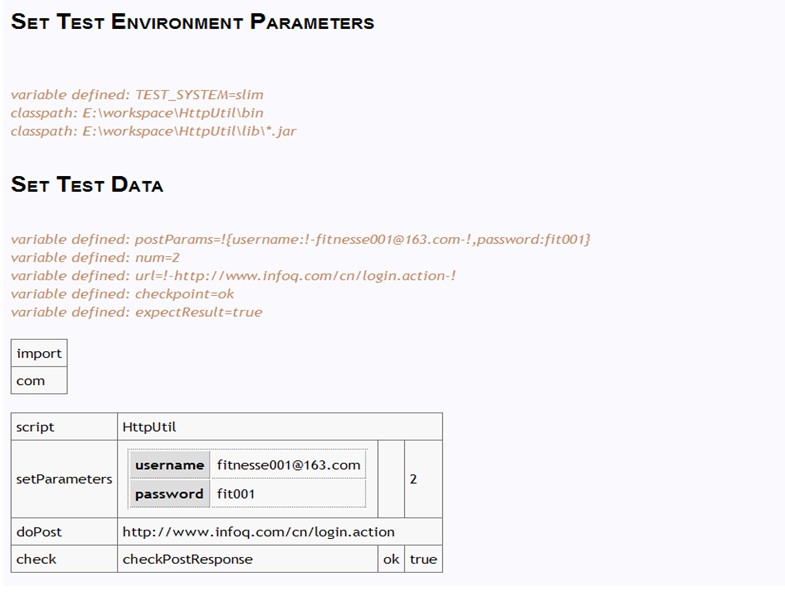 Set Test Environment Parameters
variable defined: TEST_SYSTEM=slim
classpath: E:\workspace\HttpUtil\bin
classpath: E:\workspace\HttpUtil\lib\*.jar
Set Test Data
variable defined: postParams=!{username:!-fitnesse001@163.com-!,password:fit001}
variable defined: num=2
variable defined: url=!-http://www.infoq.com/cn/login.action-!
variable defined: checkpoint=ok
variable defined: expectResult=true
import
com
script HttpUtil
setParameters username fitnesse001@163.com 2
password fit001
doPost http://www.infoq.com/cn/login.action
check checkPostResponse ok true